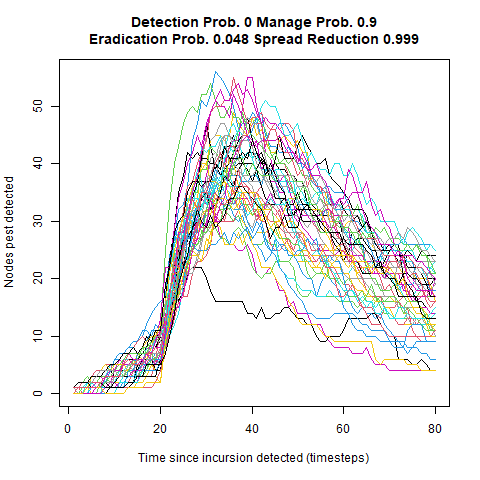 Detection Prob. 0 Manage Prob. 0.9
Eradication Prob. 0.048 Spread Reduction 0.999
Nodes pest detected
50
40
30
20
10
0
0 20 40 60 80
Time since incursion detected (timesteps)